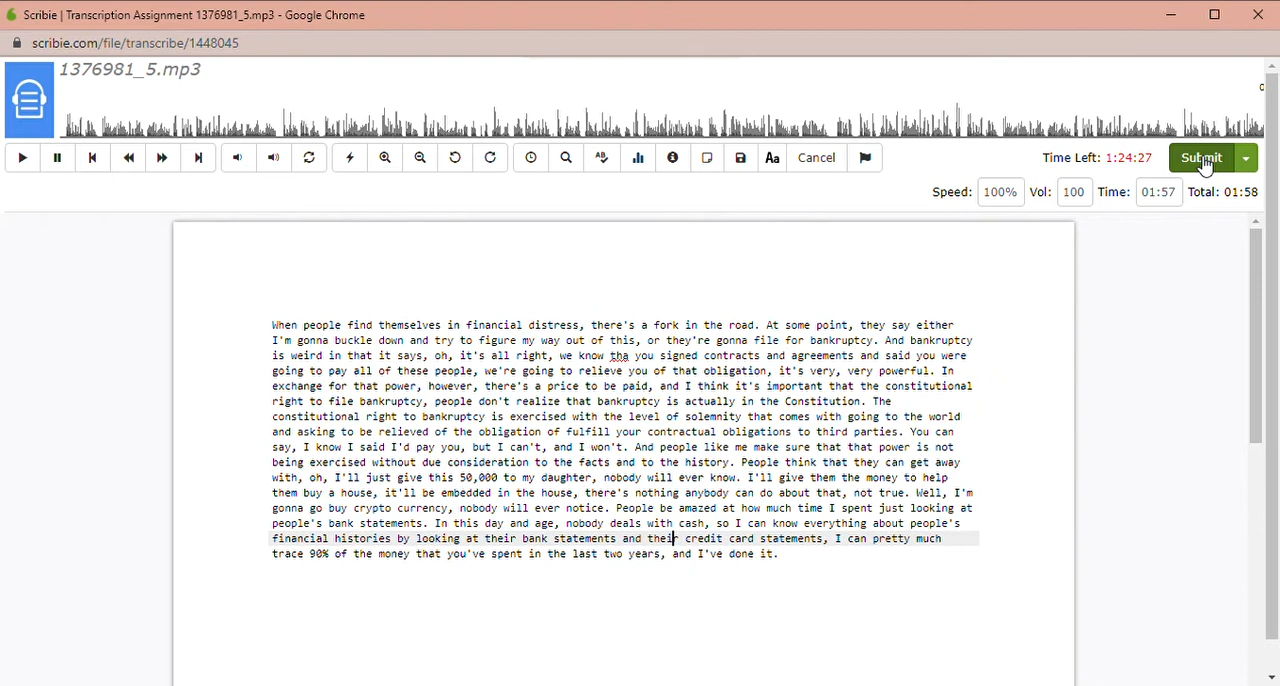 Scribie | Transcription Assignment 1376981_5.mp3 - Google Chrome
scribie.com/file/transcribe/1448045
1376981_5.mp3
Aa Cancel Time Left: 1:24:27 Submit
Speed: 100% Vol: 100 Time: 01:57 Total: 01:58
When people find themselves in financial distress, there's a fork in the road. At some point, they say either
I'm gonna buckle down and try to figure my way out of this, or they're gonna file for bankruptcy. And bankruptcy
is weird in that it says, oh, it's all right, we know tha you signed contracts and agreements and said you were
going to pay all of these people, we're going to relieve you of that obligation, it's very, very powerful. In
exchange for that power, however, there's a price to be paid, and I think it's important that the constitutional
right to file bankruptcy, people don't realize that bankruptcy is actually in the Constitution. The
constitutional right to bankruptcy is exercised with the level of solemnity that comes with going to the world
and asking to be relieved of the obligation of fulfill your contractual obligations to third parties. You can
say, I know I said I'd pay you, but I can't, and I won't. And people like me make sure that that power is not
being exercised without due consideration to the facts and to the history. People think that they can get away
with, oh, I'll just give this 50,000 to my daughter, nobody will ever know. I'll give them the money to help
them buy a house, it'll be embedded in the house, there's nothing anybody can do about that, not true. Well, I'm
gonna go buy crypto currency, nobody will ever notice. People be amazed at how much time I spent just looking at
people's bank statements. In this day and age, nobody deals with cash, so I can know everything about people's
financial histories by looking at their bank statements and their credit card statements, I can pretty much
trace 90% of the money that you've spent in the last two years, and I've done it.